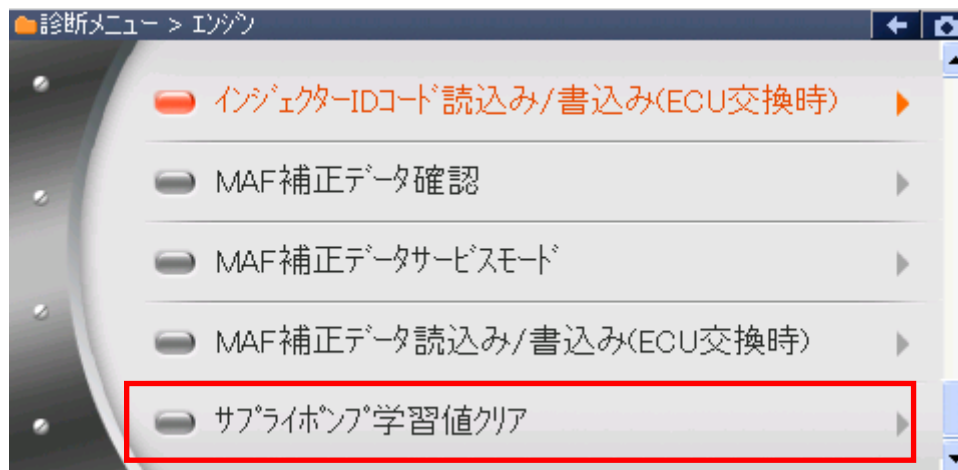 診断メニュー > エンジン
インジェクターIDコード読込み/書込み(ECU交換時)
MAF補正データ確認
MAF補正データサービスモード
MAF補正データ読込み/書込み(ECU交換時)
サプライポンプ学習値クリア